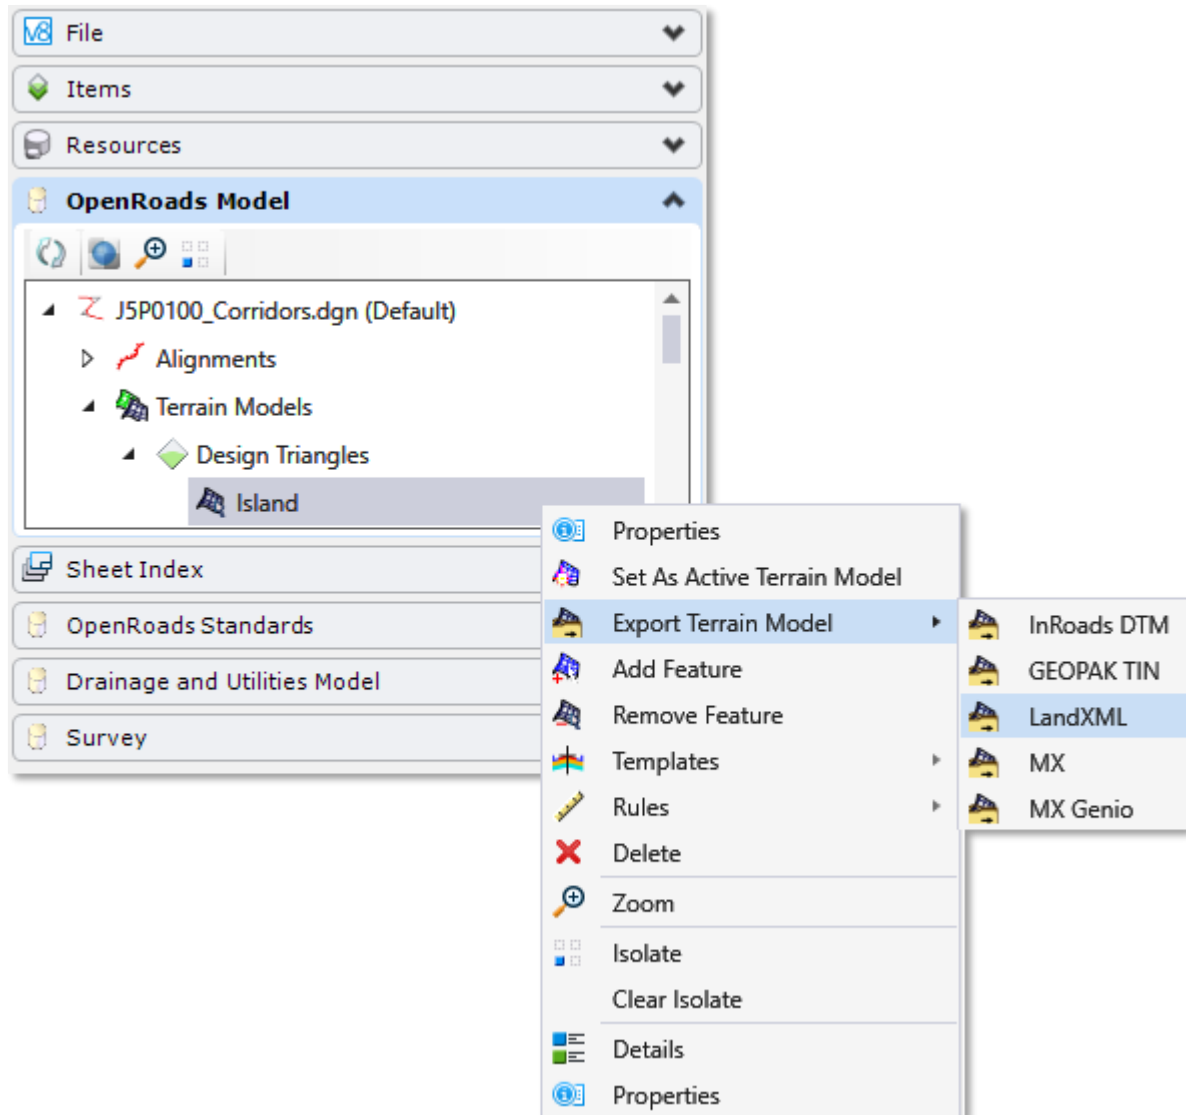 File
Items
Resources
OpenRoads Model
J5P0100_Corridors.dgn (Default)
Alignments
Terrain Models
Design Triangles
Island
Sheet Index
OpenRoads Standards
Drainage and Utilities Model
Survey
Properties
Set As Active Terrain Model
Export Terrain Model
Add Feature
Remove Feature
Templates
Rules
Delete
Zoom
Isolate
Clear Isolate
Details
Properties
InRoads DTM
GEOPAK TIN
LandXML
MX
MX Genio